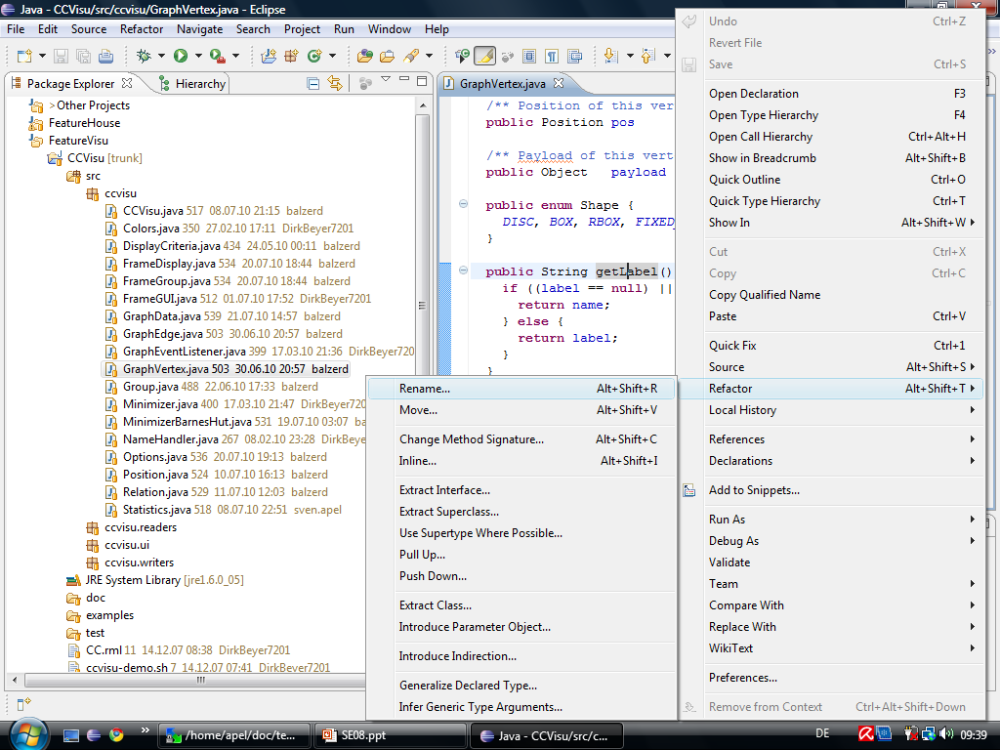 Java - CCVisu/src/ccvisu/GraphVertex.java - Eclipse
File Edit Source Refactor Navigate Search Project Run Window Help
Package Explorer
Hierarchy
> Other Projects
FeatureHouse
FeatureVisu
CCVisu [trunk]
src
ccvisu
CCVisu.java 517 08.07.10 21:15 balzerd
Colors.java 350 27.02.10 17:11 DirkBeyer7201
DisplayCriteria.java 434 24.05.10 00:11 balzerd
FrameDisplay.java 534 20.07.10 18:44 balzerd
FrameGroup.java 534 20.07.10 18:44 balzerd
FrameGUI.java 512 01.07.10 17:52 DirkBeyer7201
GraphData.java 539 21.07.10 14:57 balzerd
GraphEdge.java 503 30.06.10 20:57 balzerd
GraphEventListener.java 399 17.03.10 21:36 DirkBeyer720
GraphVertex.java 503 30.06.10 20:57 balzerd
Group.java 488 22.06.10 17:33 balzerd
Minimizer.java 400 17.03.10 21:47 DirkBeyer7
MinimizerBarnesHut.java 531 19.07.10 03:07 ba
NameHandler.java 267 08.02.10 23:28 DirkBeye
Options.java 536 20.07.10 19:13 balzerd
Position.java 524 10.07.10 16:13 balzerd
Relation.java 529 11.07.10 12:03 balzerd
Statistics.java 518 08.07.10 22:51 sven.apel
ccvisu.readers
ccvisu.ui
ccvisu.writers
JRE System Library [jre1.6.0_05]
doc
examples
test
CC.rml 11 14.12.07 08:38 DirkBeyer7201
ccvisu-demo.sh 7 14.12.07 07:41 DirkBeyer7201
GraphVertex.java
/** Position of this ver
public Position pos
/** Payload of this vert
public Object payload
public enum Shape {
DISC, BOX, RBOX, FIXED_
}
public String getLabel()
if ((label == null) ||
return name;
} else {
return label;
}
}
Rename... Alt+Shift+R
Move... Alt+Shift+V
Change Method Signature... Alt+Shift+C
Inline... Alt+Shift+I
Extract Interface...
Extract Superclass...
Use Supertype Where Possible...
Pull Up...
Push Down...
Extract Class...
Introduce Parameter Object...
Introduce Indirection...
Generalize Declared Type...
Infer Generic Type Arguments...
Undo Ctrl+Z
Revert File
Save Ctrl+S
Open Declaration F3
Open Type Hierarchy F4
Open Call Hierarchy Ctrl+Alt+H
Show in Breadcrumb Alt+Shift+B
Quick Outline Ctrl+O
Quick Type Hierarchy Ctrl+T
Show In Alt+Shift+W
Cut Ctrl+X
Copy Ctrl+C
Copy Qualified Name
Paste Ctrl+V
Quick Fix Ctrl+1
Source Alt+Shift+S
Refactor Alt+Shift+T
Local History
References
Declarations
Add to Snippets...
Run As
Debug As
Validate
Team
Compare With
Replace With
WikiText
Preferences...
Remove from Context Ctrl+Alt+Shift+Down
/home/apel/doc/te...
SE08.ppt
Java - CCVisu/src/c...
DE
09:39